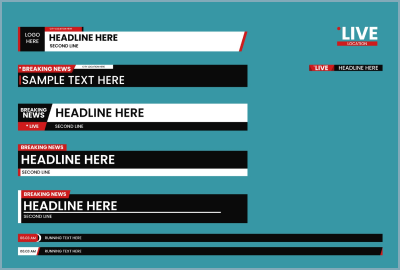 LOGO
HERE
HEADLINE HERE
SECOND LINE
LIVE
LOCATION
BREAKING NEWS
SAMPLE TEXT HERE
LIVE
HEADLINE HERE
BREAKING
NEWS
HEADLINE HERE
LIVE
SECOND LINE
BREAKING NEWS
HEADLINE HERE
SECOND LINE
BREAKING NEWS
HEADLINE HERE
SECOND LINE
00:00 AM
RUNNING TEXT HERE
00:00 AM
RUNNING TEXT HERE